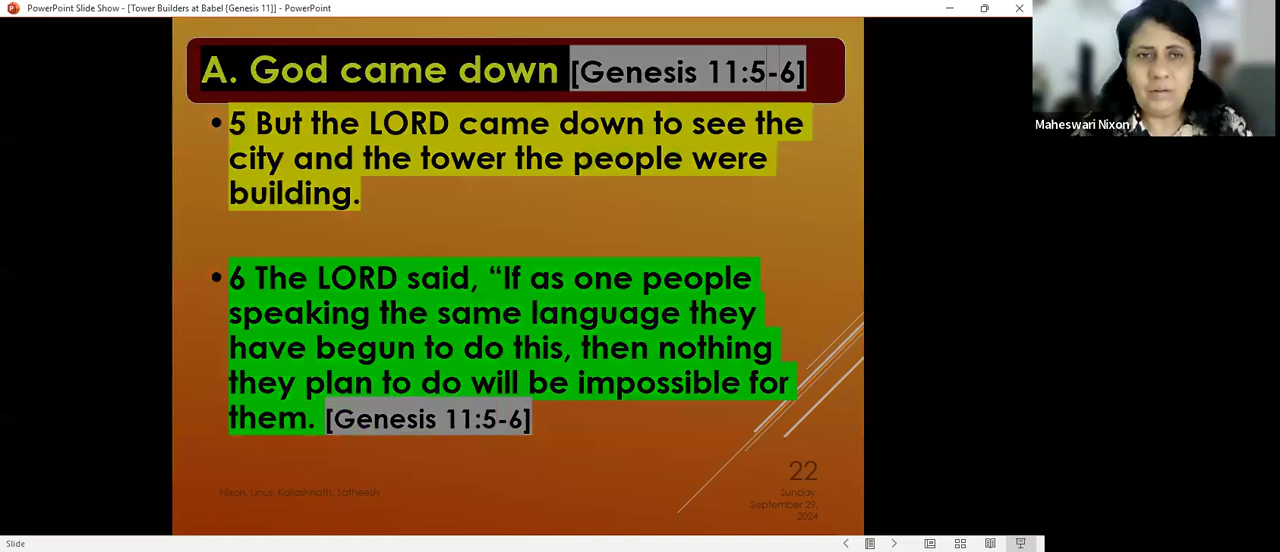 PowerPoint Slide Show - [Tower Builders at Babel {Genesis 11]] - PowerPoint
A. God came down [Genesis 11:5-6]
• 5 But the LORD came down to see the
city and the tower the people were
building.
• 6 The LORD said, “If as one people
speaking the same language they
have begun to do this, then nothing
they plan to do will be impossible for
them. [Genesis 11:5-6]
22
Nixon, Linus, Kailashnath, Satheesh
Sunday,
September 29,
2024
Maheswari Nixon
Slide